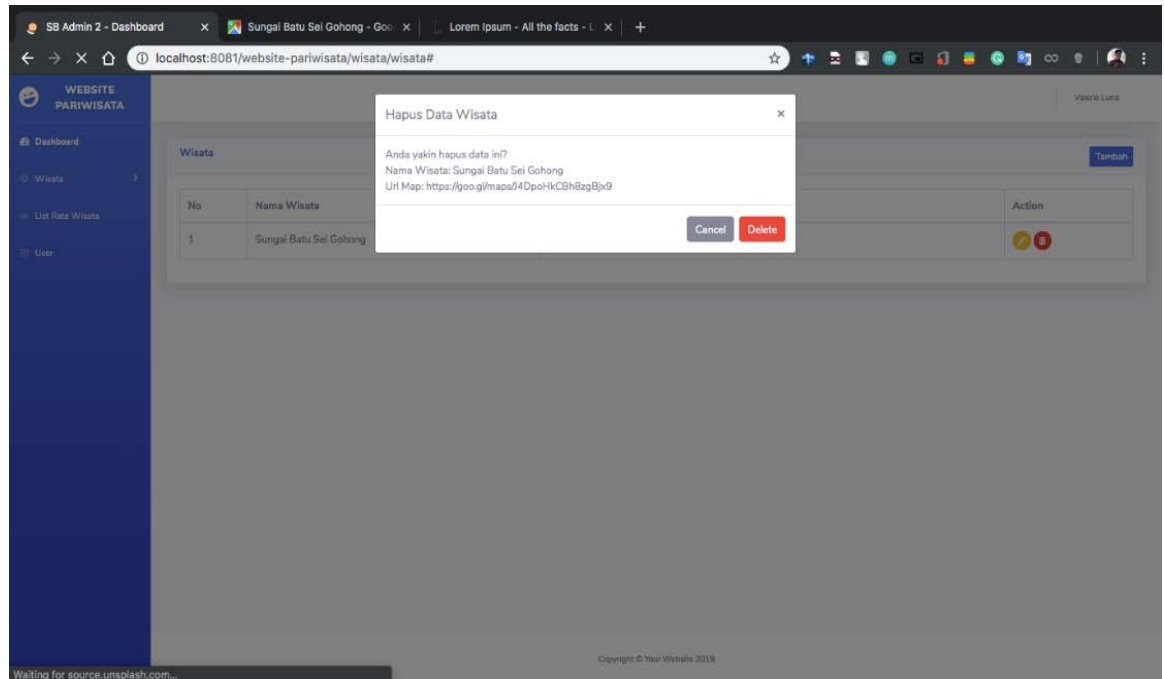 SB Admin 2 - Dashboard
Sungai Batu Sei Gohong - Goo
Lorem Ipsum - All the facts - L
localhost:8081/website-pariwisata/wisata/wisata#
WEBSITE
PARIWISATA
Valerie Luna
Dashboard
Wisata
List Rate Wisata
User
Wisata
Tambah
No
Nama Wisata
Action
1
Sungai Batu Sei Gohong
Hapus Data Wisata
Anda yakin hapus data ini?
Nama Wisata: Sungai Batu Sei Gohong
Url Map: https://goo.gl/maps/J4DpoHkCBhBzgBjx9
Cancel
Delete
Copyright © Your Website 2019
Waiting for source.unsplash.com...